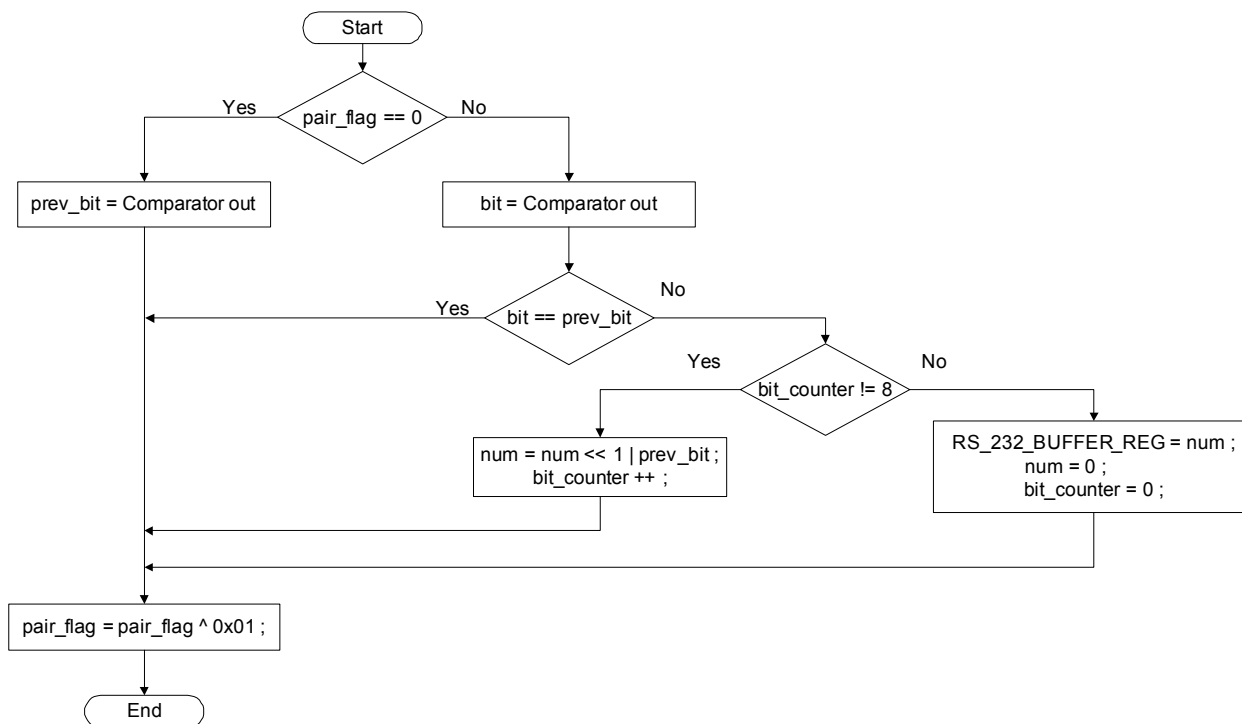 Start
Yes
No
pair_flag == 0
prev_bit = Comparator out
bit = Comparator out
Yes
No
bit == prev_bit
Yes
No
bit_counter != 8
num = num << 1 | prev_bit ;
bit_counter ++ ;
RS_232_BUFFER_REG = num ;
num = 0 ;
bit_counter = 0 ;
pair_flag = pair_flag ^ 0x01 ;
End